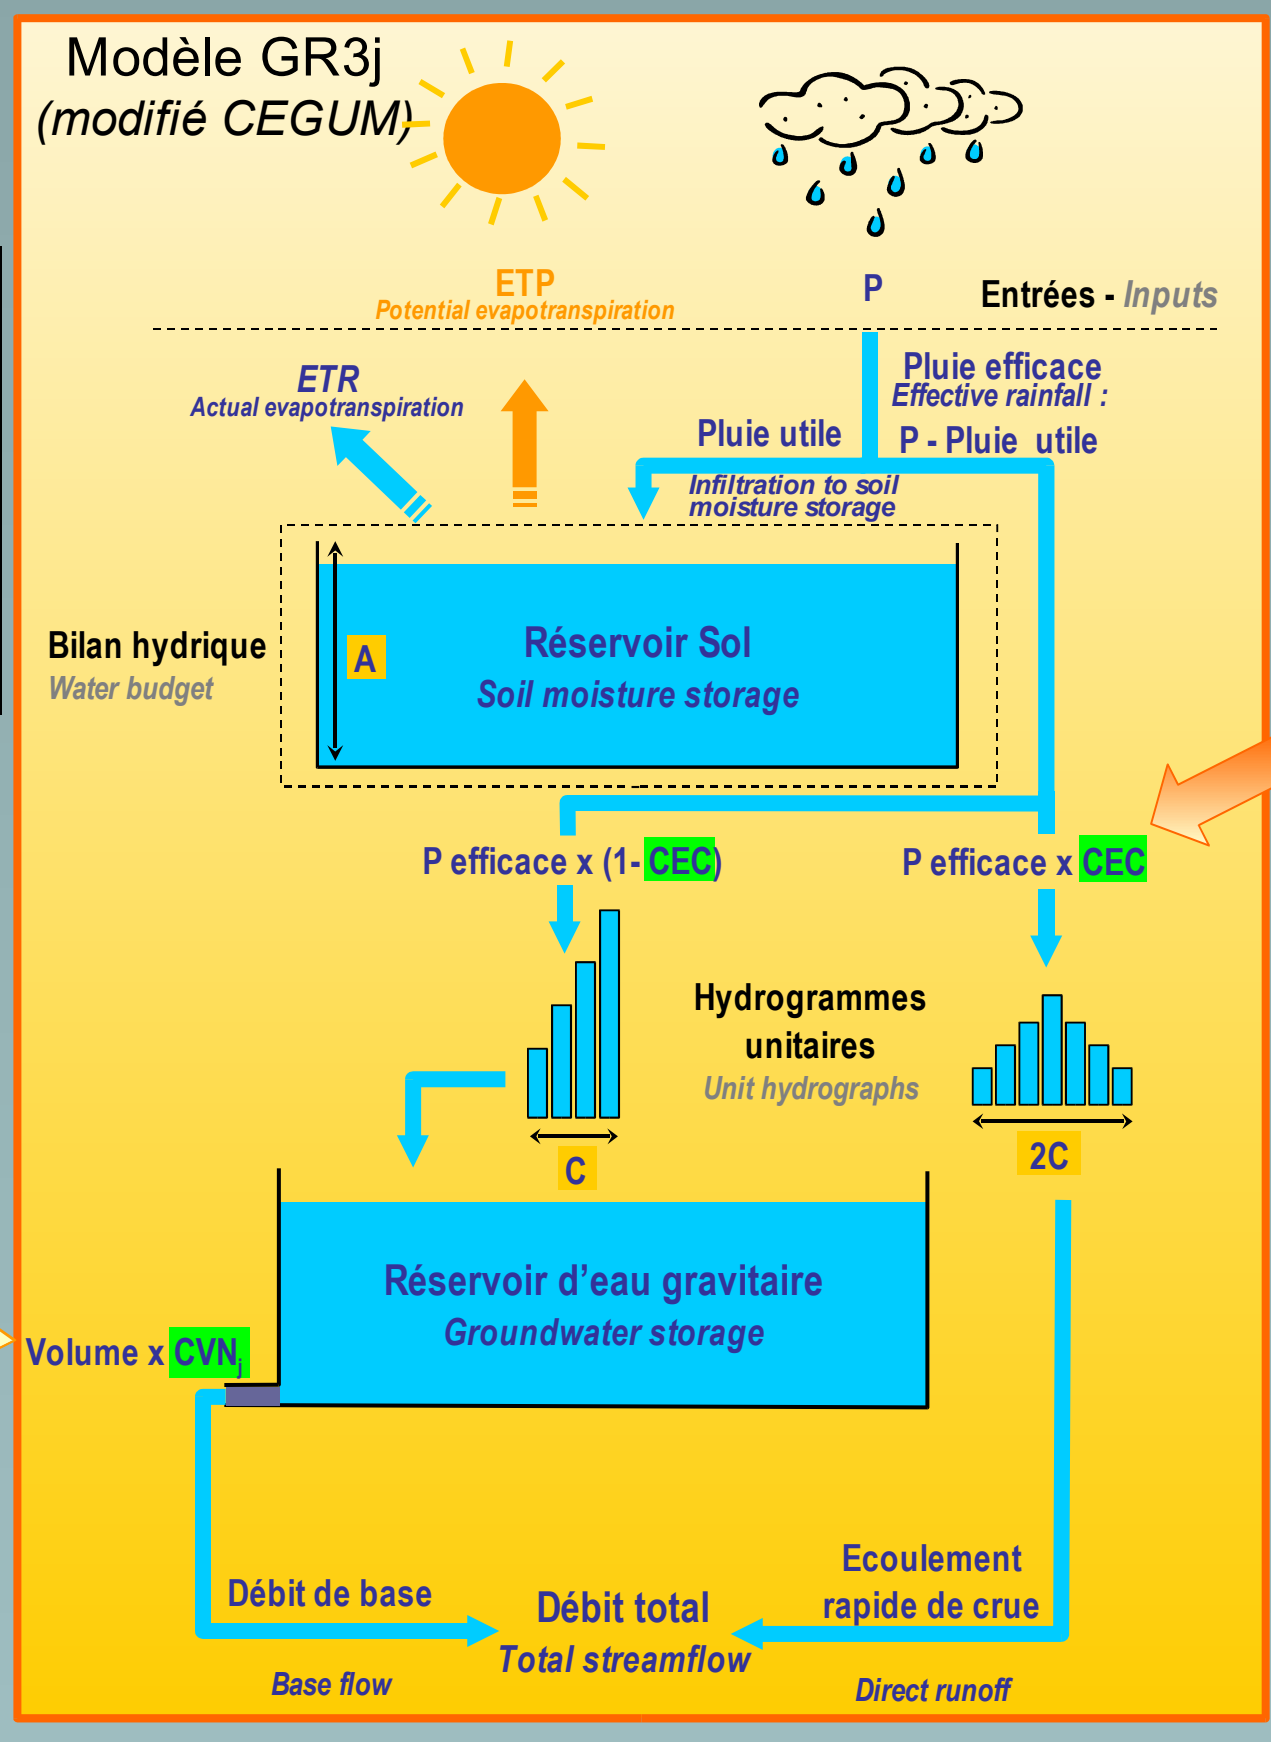 Modèle GR3j
(modifié CEGUM)
ETP
Potential evapotranspiration
P
Entrées - Inputs
ETR
Actual evapotranspiration
Pluie efficace
Effective rainfall :
P - Pluie utile
Pluie utile
Infiltration to soil
moisture storage
Bilan hydrique
Water budget
A
Réservoir Sol
Soil moisture storage
P efficace x (1- CEC)
P efficace x CEC
Hydrogrammes
unitaires
Unit hydrographs
C
2C
Réservoir d’eau gravitaire
Groundwater storage
Volume x CVNj
Débit de base
Base flow
Débit total
Total streamflow
Ecoulement
rapide de crue
Direct runoff